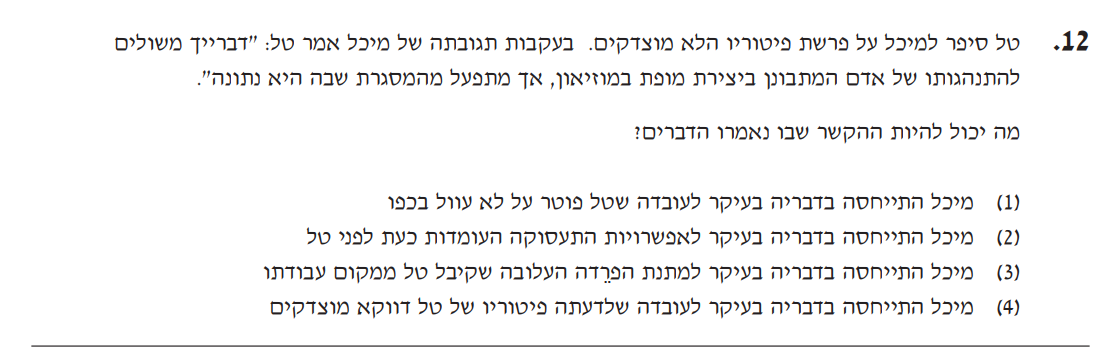 12. טל סיפר למיכל על פרשת פיטוריו הלא מוצדקים. בעקבות תגובתה של מיכל אמר טל: "דברייך משולים
להתנהגותו של אדם המתבונן ביצירת מופת במוזיאון, אך מתפעל מהמסגרת שבה היא נתונה".
מה יכול להיות ההקשר שבו נאמרו הדברים?
(1) מיכל התייחסה בדבריה בעיקר לעובדה שטל פוטר על לא עוול בכפו
(2) מיכל התייחסה בדבריה בעיקר לאפשרויות התעסוקה העומדות כעת לפני טל
(3) מיכל התייחסה בדבריה בעיקר למתנת הפרֵדה העלובה שקיבל טל ממקום עבודתו
(4) מיכל התייחסה בדבריה בעיקר לעובדה שלדעתה פיטוריו של טל דווקא מוצדקים